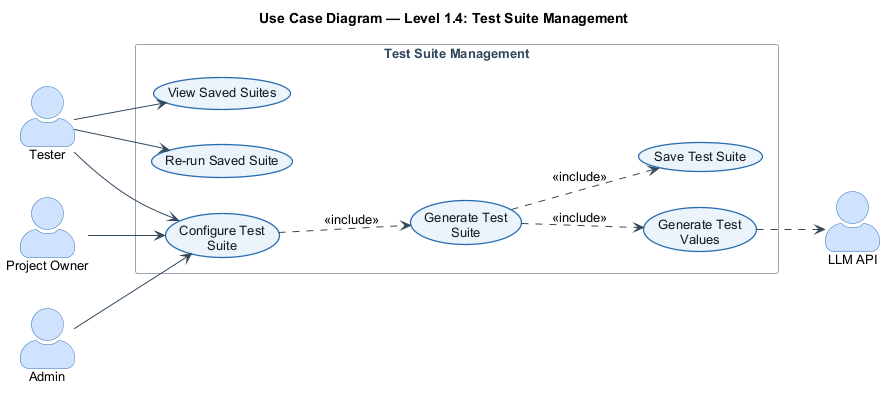 Use Case Diagram — Level 1.4: Test Suite Management
Test Suite Management
View Saved Suites
Tester
Re-run Saved Suite
«include»
Save Test Suite
Configure Test
Suite
«include»
Generate Test
Suite
«include»
Generate Test
Values
Project Owner
LLM API
Admin